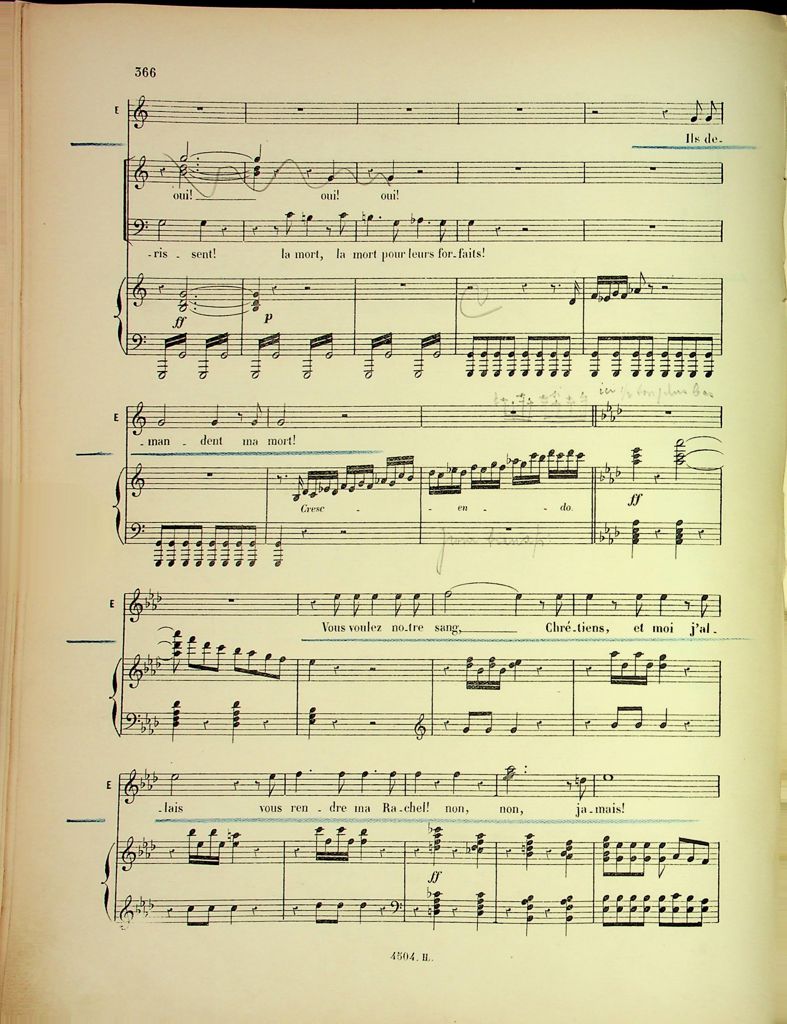 366
E
Ils de-
oui! oui! oui!
- ris - sent! la mort, la mort pour leurs for-faits!
ff p
E
- man - dent ma mort!
Cresc - en - do.
ff
E
Vous voulez no-tre sang, Chré-tiens, et moi j'al-
E
-lais vous ren - dre ma Ra-chel! non, non, ja-mais!
ff
4504. H.